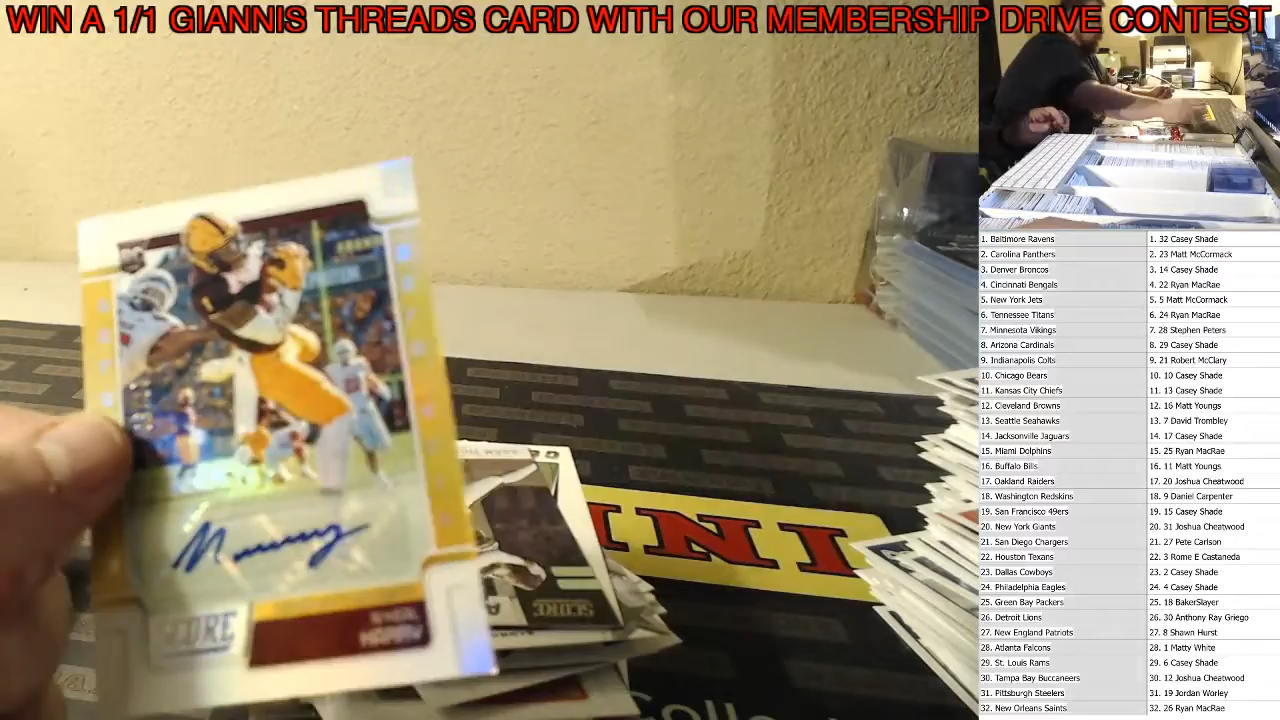 WIN A 1/1 GIANNIS THREADS CARD WITH OUR MEMBERSHIP DRIVE CONTEST
SCORE
HARRY
SCORE
INI
1. Baltimore Ravens 1. 32 Casey Shade
2. Carolina Panthers 2. 23 Matt McCormack
3. Denver Broncos 3. 14 Casey Shade
4. Cincinnati Bengals 4. 22 Ryan MacRae
5. New York Jets 5. 5 Matt McCormack
6. Tennessee Titans 6. 24 Ryan MacRae
7. Minnesota Vikings 7. 28 Stephen Peters
8. Arizona Cardinals 8. 29 Casey Shade
9. Indianapolis Colts 9. 21 Robert McClary
10. Chicago Bears 10. 10 Casey Shade
11. Kansas City Chiefs 11. 13 Casey Shade
12. Cleveland Browns 12. 16 Matt Youngs
13. Seattle Seahawks 13. 7 David Trombley
14. Jacksonville Jaguars 14. 17 Casey Shade
15. Miami Dolphins 15. 25 Ryan MacRae
16. Buffalo Bills 16. 11 Matt Youngs
17. Oakland Raiders 17. 20 Joshua Cheatwood
18. Washington Redskins 18. 9 Daniel Carpenter
19. San Francisco 49ers 19. 15 Casey Shade
20. New York Giants 20. 31 Joshua Cheatwood
21. San Diego Chargers 21. 27 Pete Carlson
22. Houston Texans 22. 3 Rome E Castaneda
23. Dallas Cowboys 23. 2 Casey Shade
24. Philadelphia Eagles 24. 4 Casey Shade
25. Green Bay Packers 25. 18 BakerSlayer
26. Detroit Lions 26. 30 Anthony Ray Griego
27. New England Patriots 27. 8 Shawn Hurst
28. Atlanta Falcons 28. 1 Matty White
29. St. Louis Rams 29. 6 Casey Shade
30. Tampa Bay Buccaneers 30. 12 Joshua Cheatwood
31. Pittsburgh Steelers 31. 19 Jordan Worley
32. New Orleans Saints 32. 26 Ryan MacRae